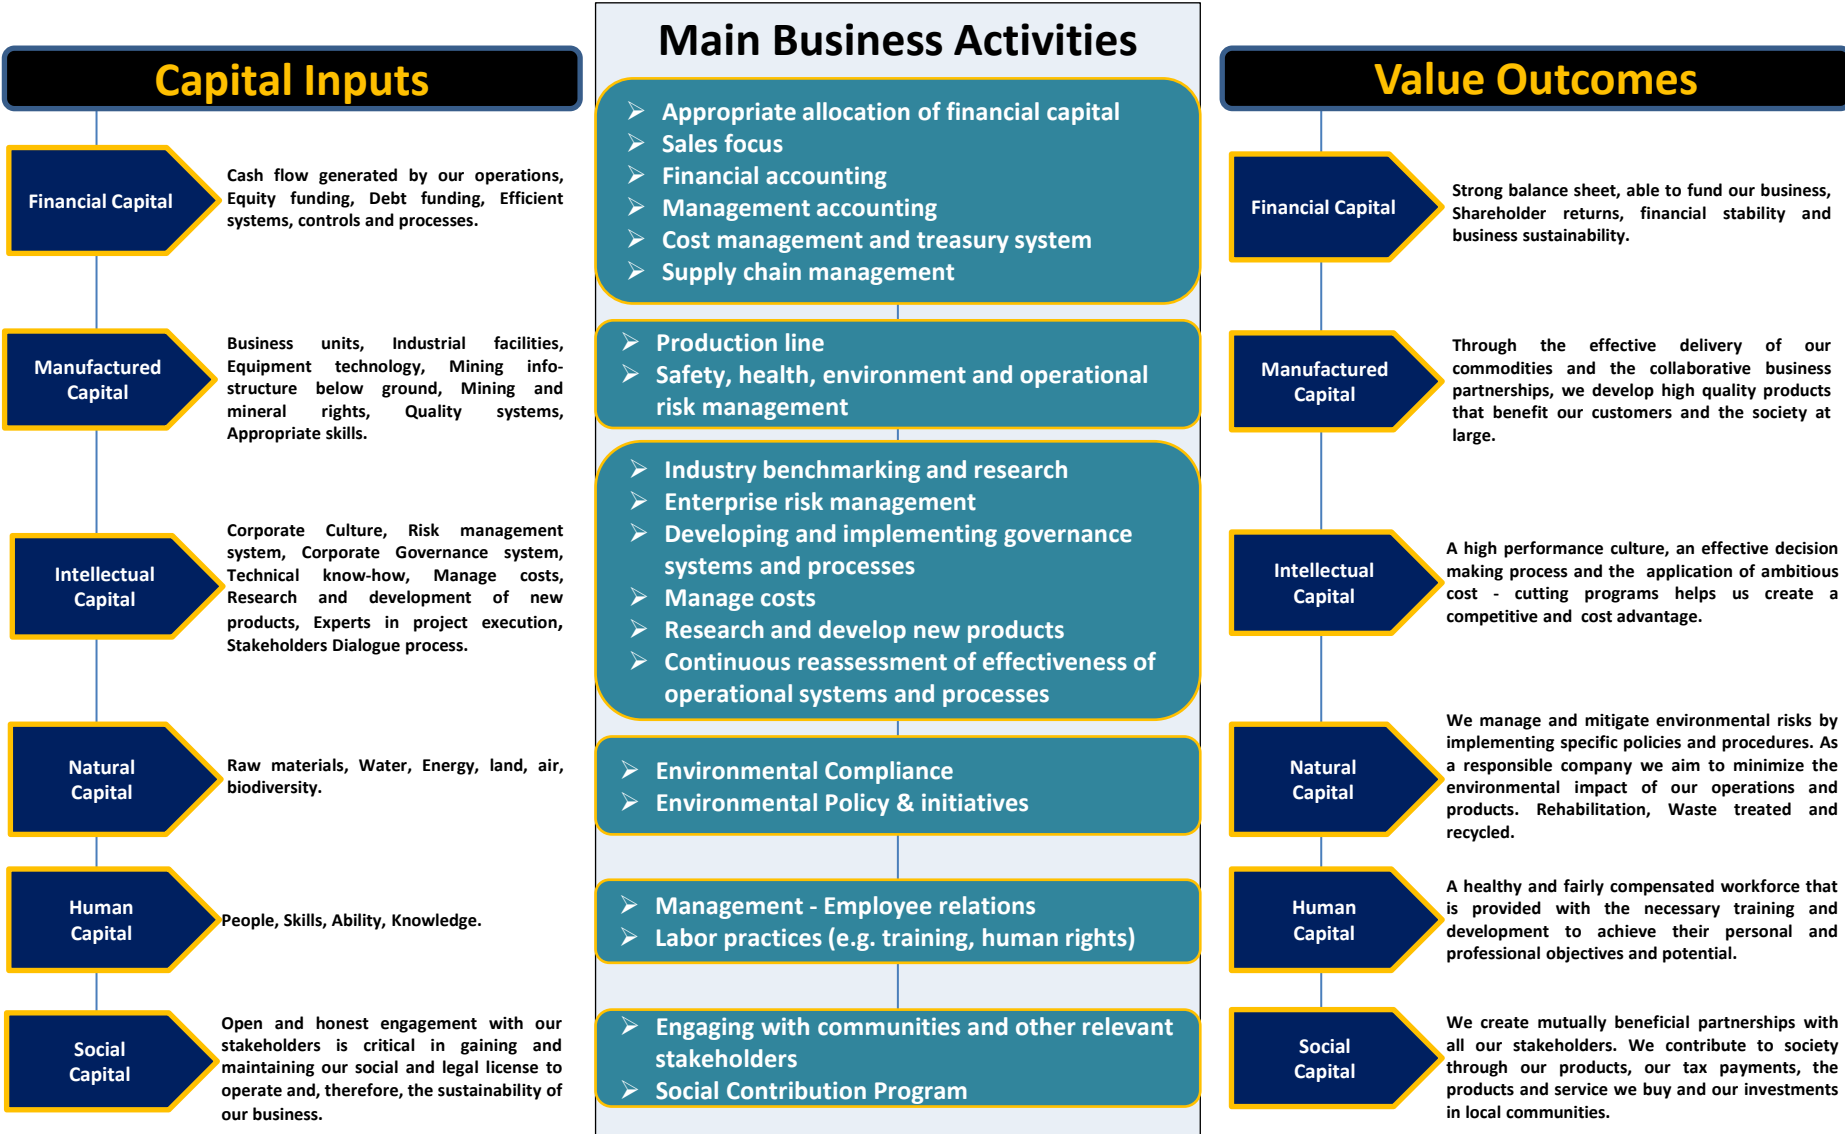 Main Business Activities
Capital Inputs
Value Outcomes
Financial Capital
Cash flow generated by our operations,
Equity funding, Debt funding, Efficient
systems, controls and processes.
➢ Appropriate allocation of financial capital
➢ Sales focus
➢ Financial accounting
➢ Management accounting
➢ Cost management and treasury system
➢ Supply chain management
Financial Capital
Strong balance sheet, able to fund our business,
Shareholder returns, financial stability and
business sustainability.
Manufactured
Capital
Business units, Industrial facilities,
Equipment technology, Mining info-
structure below ground, Mining and
mineral rights, Quality systems,
Appropriate skills.
➢ Production line
➢ Safety, health, environment and operational
risk management
Manufactured
Capital
Through the effective delivery of our
commodities and the collaborative business
partnerships, we develop high quality products
that benefit our customers and the society at
large.
Intellectual
Capital
Corporate Culture, Risk management
system, Corporate Governance system,
Technical know-how, Manage costs,
Research and development of new
products, Experts in project execution,
Stakeholders Dialogue process.
➢ Industry benchmarking and research
➢ Enterprise risk management
➢ Developing and implementing governance
systems and processes
➢ Manage costs
➢ Research and develop new products
➢ Continuous reassessment of effectiveness of
operational systems and processes
Intellectual
Capital
A high performance culture, an effective decision
making process and the application of ambitious
cost - cutting programs helps us create a
competitive and cost advantage.
Natural
Capital
Raw materials, Water, Energy, land, air,
biodiversity.
➢ Environmental Compliance
➢ Environmental Policy & initiatives
Natural
Capital
We manage and mitigate environmental risks by
implementing specific policies and procedures. As
a responsible company we aim to minimize the
environmental impact of our operations and
products. Rehabilitation, Waste treated and
recycled.
Human
Capital
People, Skills, Ability, Knowledge.
➢ Management - Employee relations
➢ Labor practices (e.g. training, human rights)
Human
Capital
A healthy and fairly compensated workforce that
is provided with the necessary training and
development to achieve their personal and
professional objectives and potential.
Social
Capital
Open and honest engagement with our
stakeholders is critical in gaining and
maintaining our social and legal license to
operate and, therefore, the sustainability of
our business.
➢ Engaging with communities and other relevant
stakeholders
➢ Social Contribution Program
Social
Capital
We create mutually beneficial partnerships with
all our stakeholders. We contribute to society
through our products, our tax payments, the
products and service we buy and our investments
in local communities.